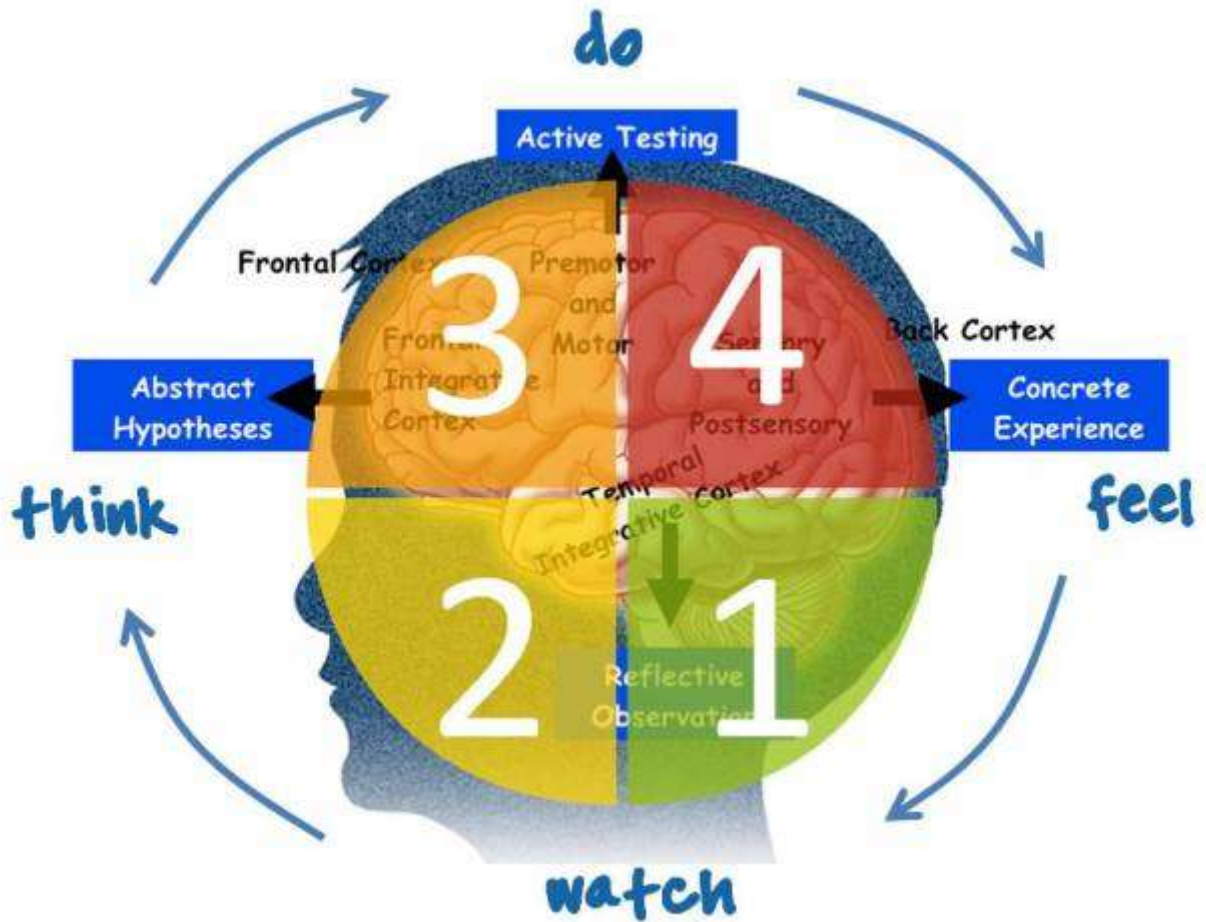 do
Active Testing
Frontal Cortex
Premotor
and
Motor
3
4
Frontal
Integrative
Cortex
Sensory
and
Postsensory
Back Cortex
Abstract
Hypotheses
Concrete
Experience
think
feel
Temporal
Integrative Cortex
2
1
Reflective
Observation
watch